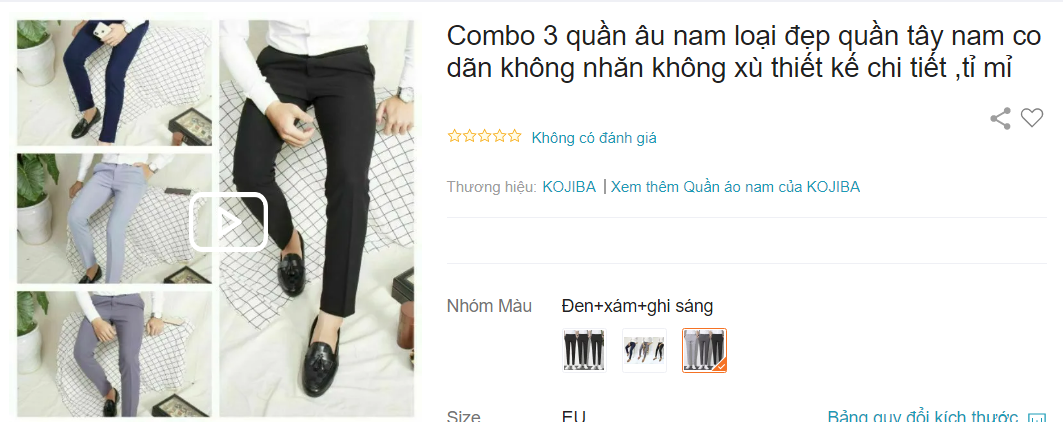 Combo 3 quần âu nam loại đẹp quần tây nam co
dãn không nhăn không xù thiết kế chi tiết ,tỉ mỉ
Không có đánh giá
Thương hiệu: KOJIBA | Xem thêm Quần áo nam của KOJIBA
Nhóm Màu Đen+xám+ghi sáng
Size EU Bảng quy đổi kích thước